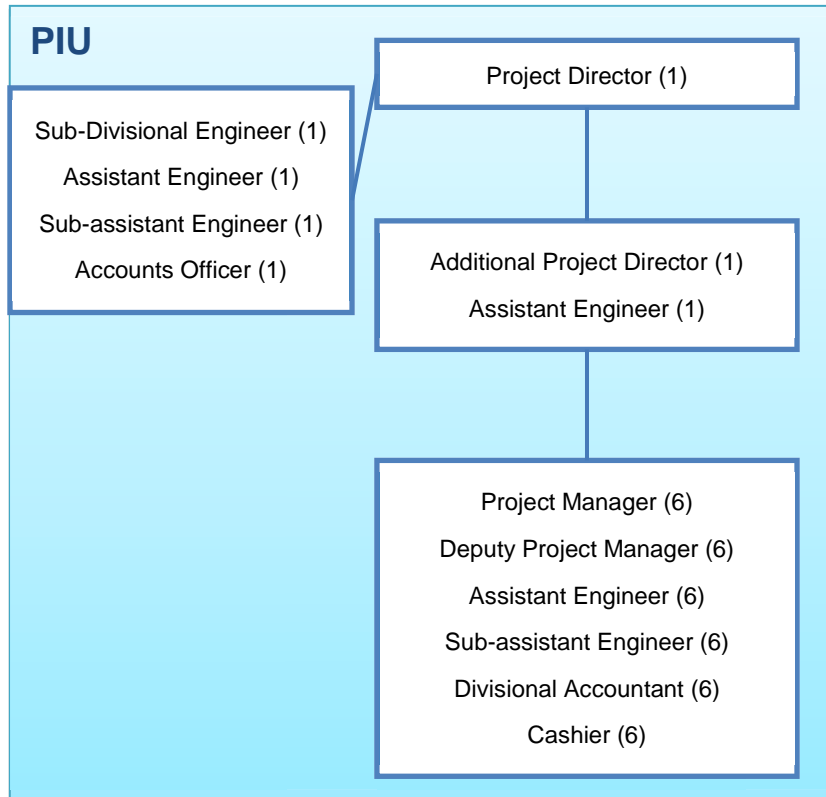 PIU
Project Director (1)
Sub-Divisional Engineer (1)
Assistant Engineer (1)
Sub-assistant Engineer (1)
Accounts Officer (1)
Additional Project Director (1)
Assistant Engineer (1)
Project Manager (6)
Deputy Project Manager (6)
Assistant Engineer (6)
Sub-assistant Engineer (6)
Divisional Accountant (6)
Cashier (6)